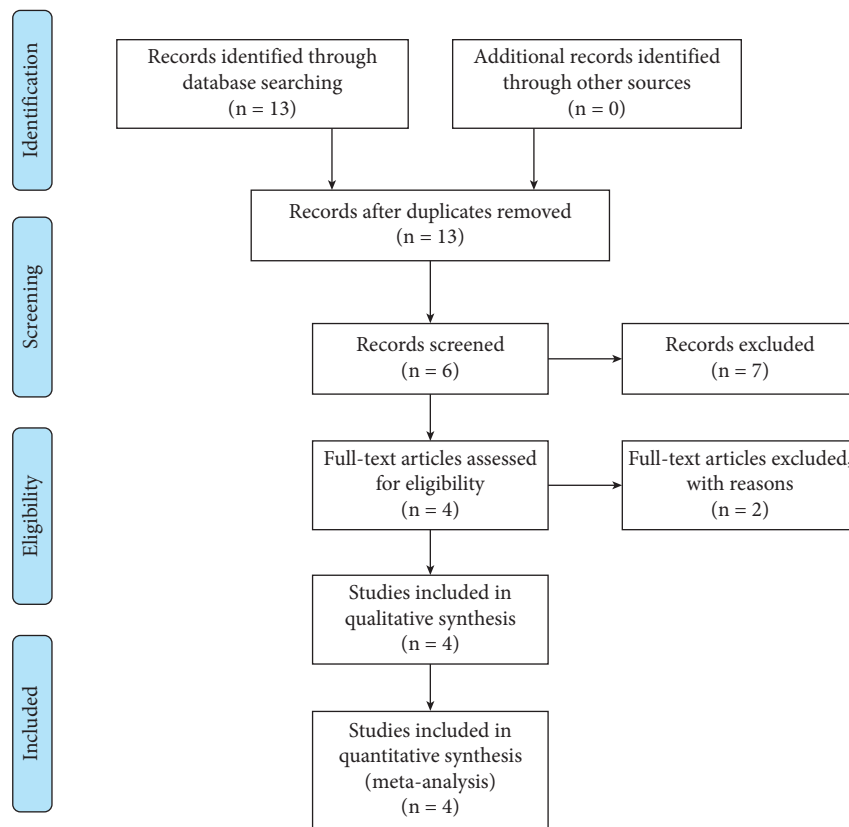 Identification
Records identified through
database searching
(n = 13)
Additional records identified
through other sources
(n = 0)
Records after duplicates removed
(n = 13)
Screening
Records screened
(n = 6)
Records excluded
(n = 7)
Eligibility
Full-text articles assessed
for eligibility
(n = 4)
Full-text articles excluded,
with reasons
(n = 2)
Studies included in
qualitative synthesis
(n = 4)
Included
Studies included in
quantitative synthesis
(meta-analysis)
(n = 4)